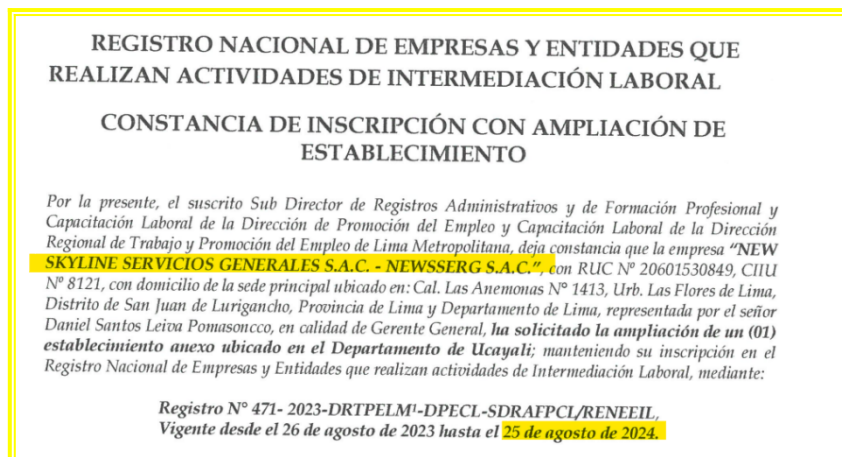 REGISTRO NACIONAL DE EMPRESAS Y ENTIDADES QUE
REALIZAN ACTIVIDADES DE INTERMEDIACIÓN LABORAL
CONSTANCIA DE INSCRIPCIÓN CON AMPLIACIÓN DE
ESTABLECIMIENTO
Por la presente, el suscrito Sub Director de Registros Administrativos y de Formación Profesional y
Capacitación Laboral de la Dirección de Promoción del Empleo y Capacitación Laboral de la Dirección
Regional de Trabajo y Promoción del Empleo de Lima Metropolitana, deja constancia que la empresa “NEW
SKYLINE SERVICIOS GENERALES S.A.C. - NEWSSERG S.A.C.”, con RUC Nº 20601530849, CIIU
Nº 8121, con domicilio de la sede principal ubicado en: Cal. Las Anemonas Nº 1413, Urb. Las Flores de Lima,
Distrito de San Juan de Lurigancho, Provincia de Lima y Departamento de Lima, representada por el señor
Daniel Santos Leiva Pomasoncco, en calidad de Gerente General, ha solicitado la ampliación de un (01)
establecimiento anexo ubicado en el Departamento de Ucayali; manteniendo su inscripción en el
Registro Nacional de Empresas y Entidades que realizan actividades de Intermediación Laboral, mediante:
Registro Nº 471- 2023-DRTPELM¹-DPECL-SDRAFPCL/RENEEIL,
Vigente desde el 26 de agosto de 2023 hasta el 25 de agosto de 2024.